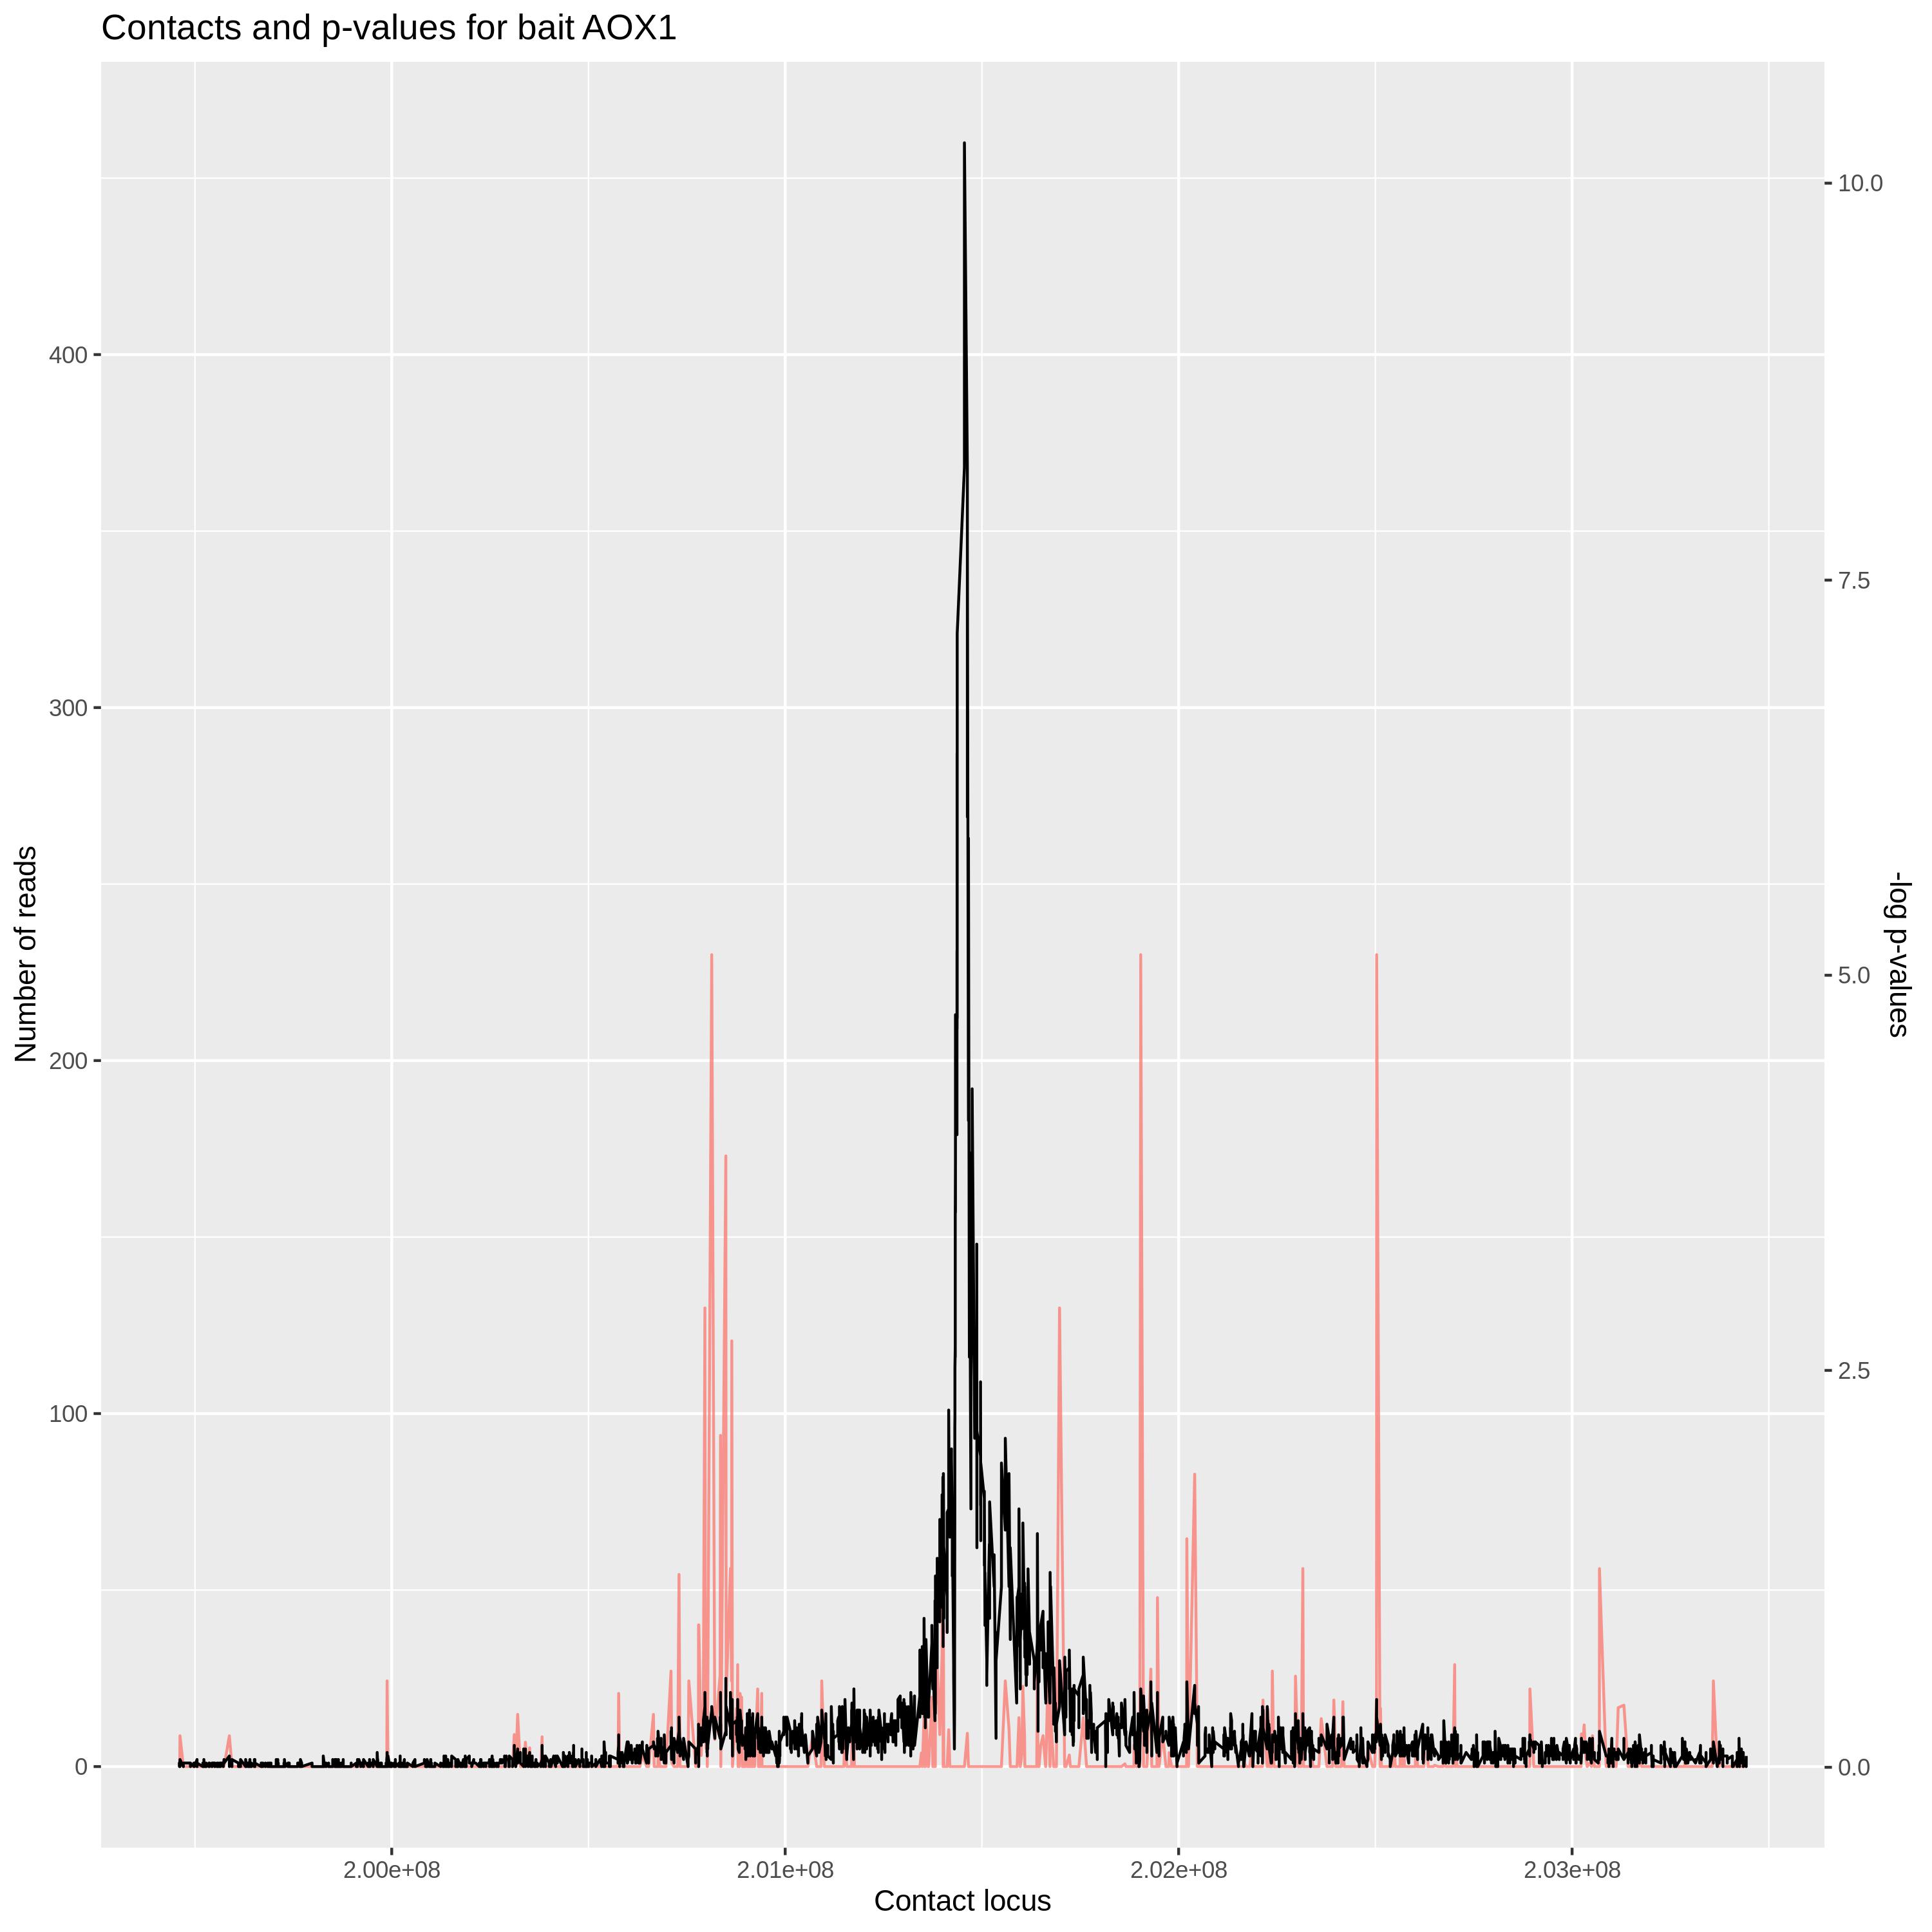 Contacts and p-values for bait AOX1
400
300
200
100
0
Number of reads
10.0
7.5
5.0
2.5
0.0
-log p-values
2.00e+08
2.01e+08
2.02e+08
2.03e+08
Contact locus